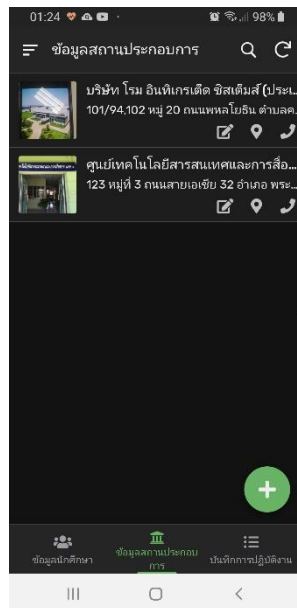 01:24 98%
ข้อมูลสถานประกอบการ
บริษัท โรม อินทิเกรเต็ด ซิสเต็มส์ (ประเ...
101/94,102 หมู่ 20 ถนนพหลโยธิน ตำบลค...
ศูนย์เทคโนโลยีสารสนเทศและการสื่อ...
123 หมู่ที่ 3 ถนนสายเอเซีย 32 อำเภอ พระ...
ข้อมูลนักศึกษา
ข้อมูลสถานประกอบ
การ
บันทึกการปฏิบัติงาน